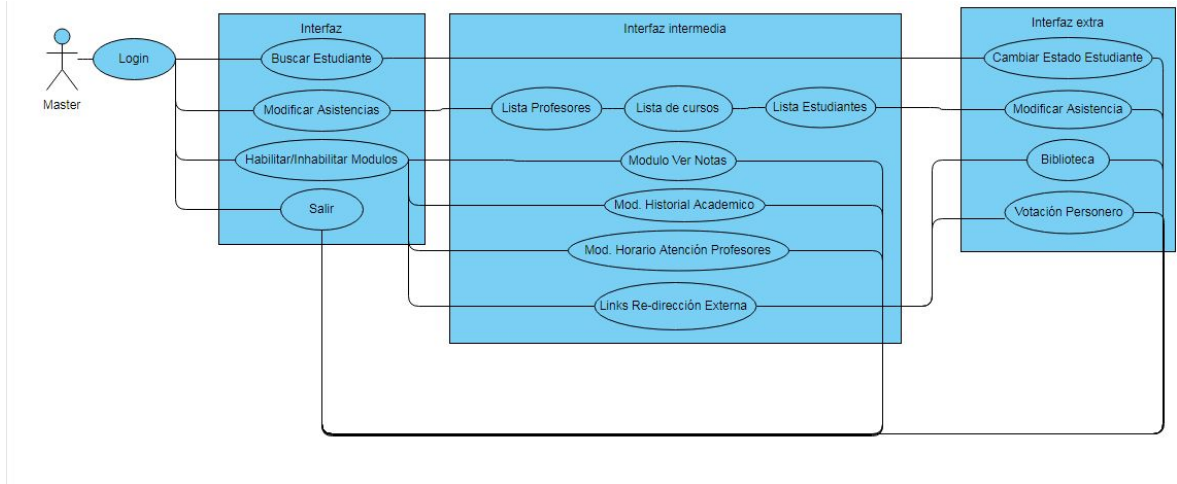 Interfaz
Interfaz intermedia
Interfaz extra
Master
Login
Buscar Estudiante
Cambiar Estado Estudiante
Modificar Asistencias
Lista Profesores
Lista de cursos
Lista Estudiantes
Modificar Asistencia
Habilitar/Inhabilitar Modulos
Modulo Ver Notas
Biblioteca
Salir
Mod. Historial Academico
Votación Personero
Mod. Horario Atención Profesores
Links Re-dirección Externa